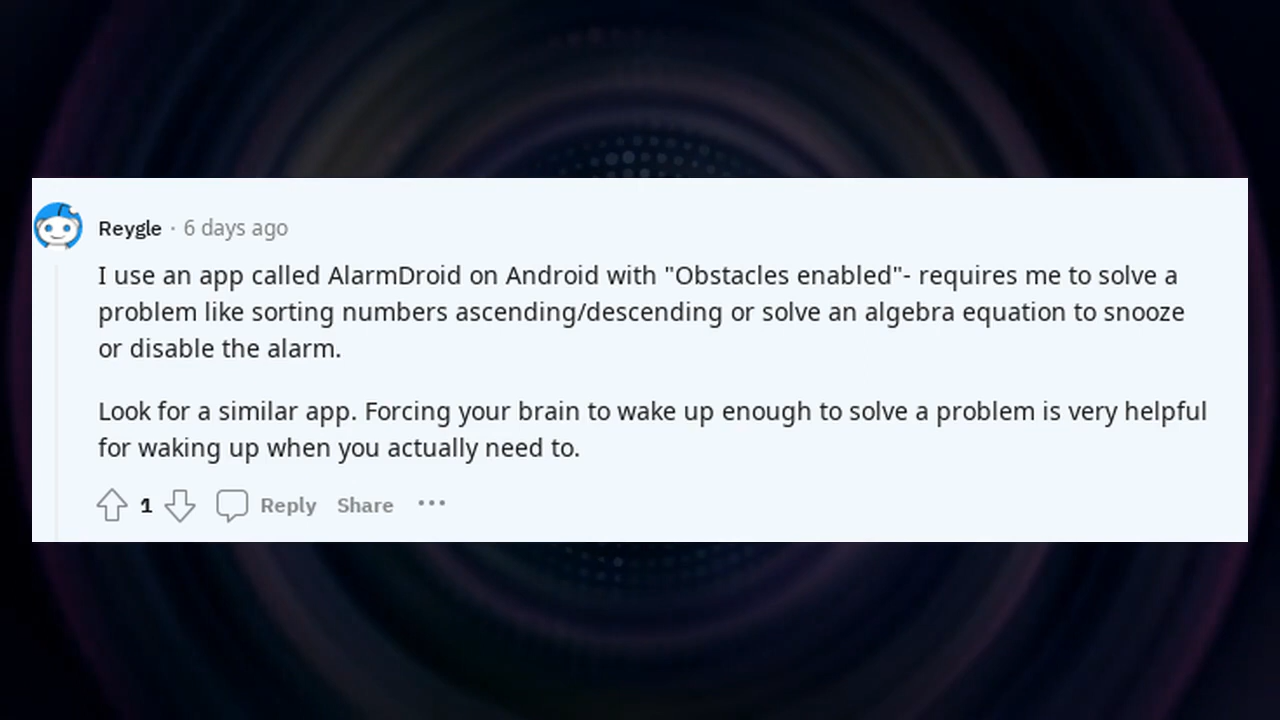 Reygle · 6 days ago
I use an app called AlarmDroid on Android with "Obstacles enabled"- requires me to solve a
problem like sorting numbers ascending/descending or solve an algebra equation to snooze
or disable the alarm.
Look for a similar app. Forcing your brain to wake up enough to solve a problem is very helpful
for waking up when you actually need to.
1 Reply Share ···